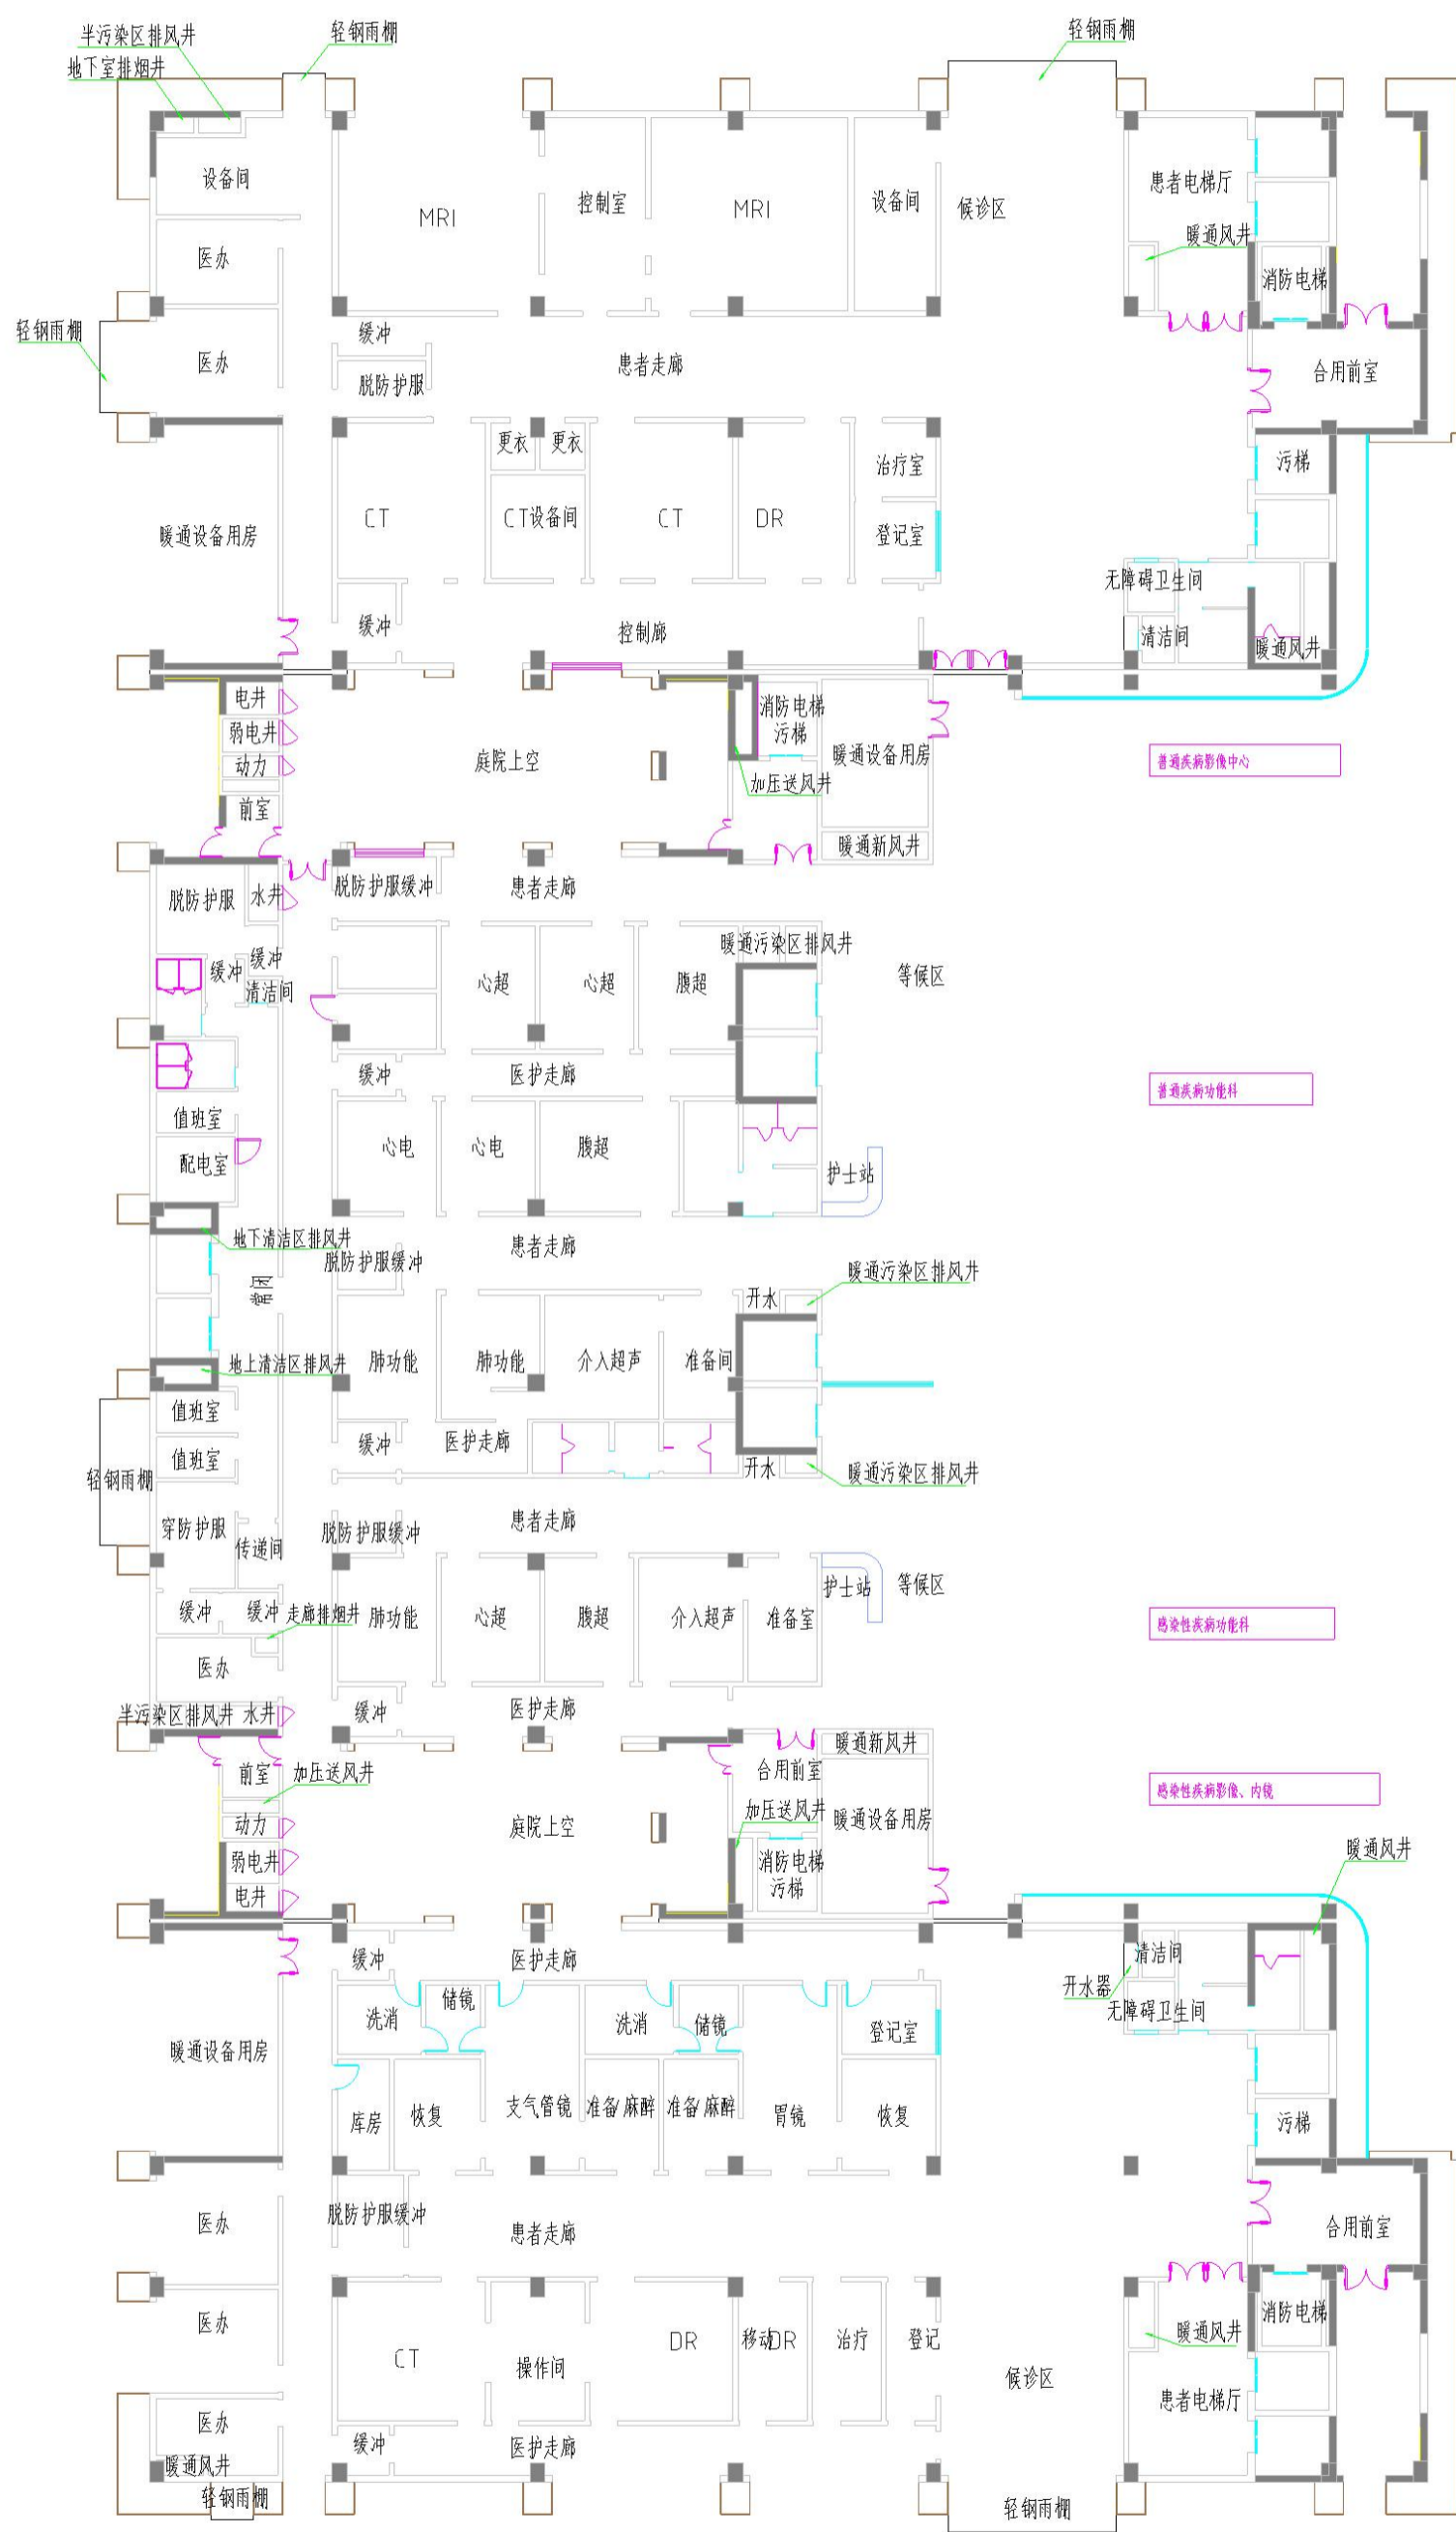 半污染区排风井
轻钢雨棚
轻钢雨棚
地下室排烟井
设备间
MRI
控制室
MRI
设备间
候诊区
患者电梯厅
暖通风井
医办
消防电梯
轻钢雨棚
缓冲
医办
患者走廊
合用前室
脱防护服
更衣
更衣
治疗室
污梯
CT
CT设备间
CT
DR
登记室
暖通设备用房
无障碍卫生间
缓冲
控制廊
清洁间
暖通风井
电井
消防电梯
污梯
弱电井
动力
庭院上空
暖通设备用房
普通疾病影像中心
加压送风井
前室
暖通新风井
脱防护服
水井
脱防护服缓冲
患者走廊
暖通污染区排风井
缓冲
缓冲
清洁间
心超
心超
腹超
等候区
缓冲
医护走廊
普通疾病功能科
值班室
心电
心电
腹超
配电室
护士站
地下清洁区排风井
脱防护服缓冲
患者走廊
暖通污染区排风井
常闭
开水
地上清洁区排风井
肺功能
肺功能
介入超声
准备间
值班室
缓冲
医护走廊
值班室
开水
暖通污染区排风井
轻钢雨棚
穿防护服
传递间
脱防护服缓冲
患者走廊
护士站
等候区
缓冲
缓冲
走廊排烟井
肺功能
心超
腹超
介入超声
准备室
感染性疾病功能科
医办
半污染区排风井
水井
缓冲
医护走廊
暖通新风井
前室
加压送风井
合用前室
感染性疾病影像、内镜
动力
庭院上空
加压送风井
暖通设备用房
暖通风井
弱电井
消防电梯
污梯
电井
缓冲
医护走廊
清洁间
开水器
洗消
储镜
洗消
储镜
登记室
无障碍卫生间
暖通设备用房
库房
恢复
支气管镜
准备/麻醉
准备/麻醉
胃镜
恢复
污梯
医办
脱防护服缓冲
患者走廊
合用前室
医办
消防电梯
CT
操作间
DR
移动DR
治疗
登记
暖通风井
候诊区
患者电梯厅
医办
缓冲
医护走廊
暖通风井
轻钢雨棚
轻钢雨棚